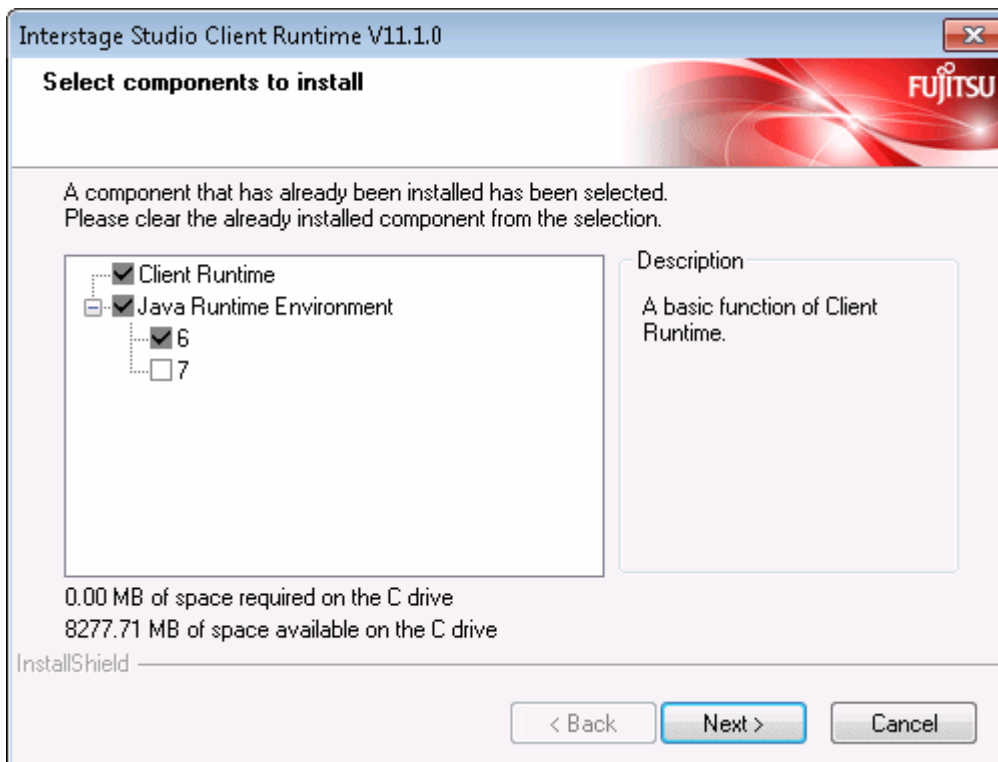 Interstage Studio Client Runtime V11.1.0
Select components to install
FUJITSU
A component that has already been installed has been selected.
Please clear the already installed component from the selection.
Client Runtime
Java Runtime Environment
6
7
Description
A basic function of Client
Runtime.
0.00 MB of space required on the C drive
8277.71 MB of space available on the C drive
InstallShield
< Back
Next >
Cancel